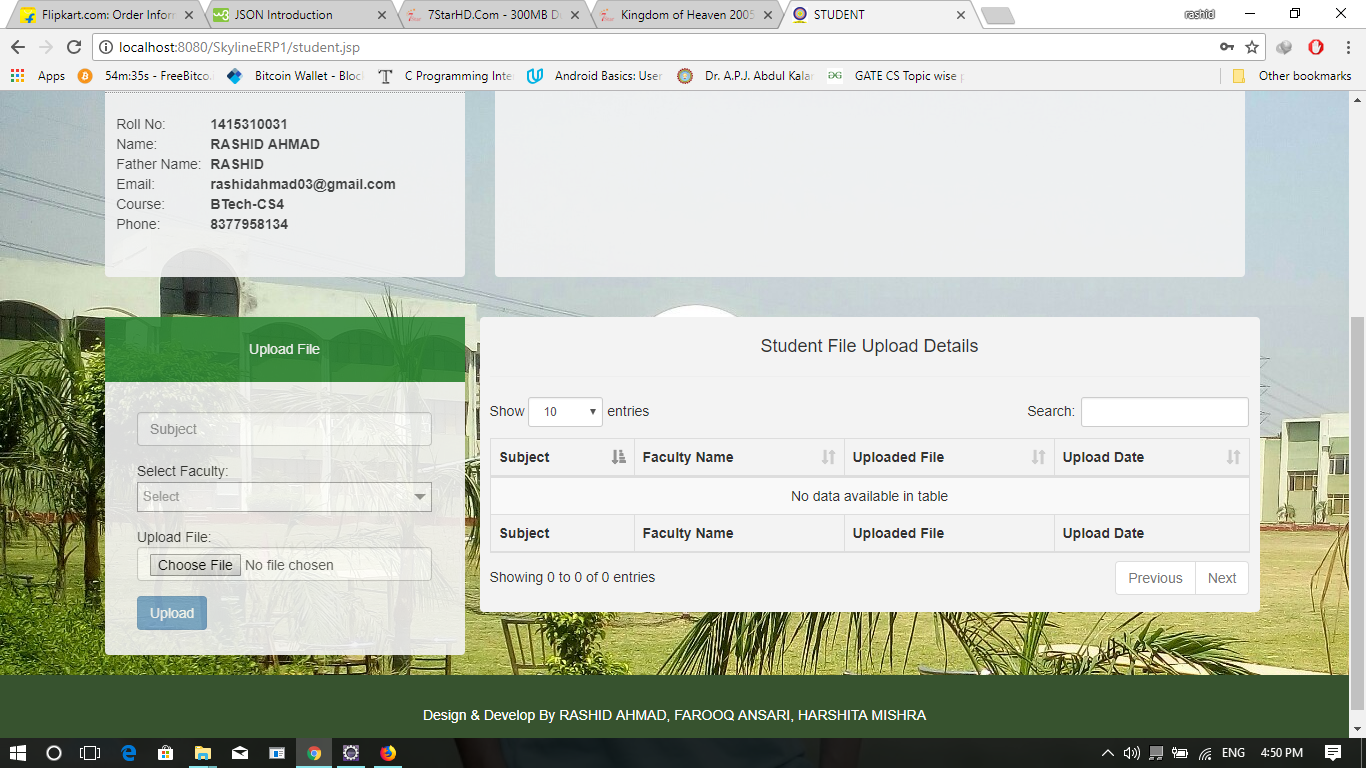 Flipkart.com: Order Inforr
JSON Introduction
7StarHD.Com - 300MB D
Kingdom of Heaven 2005
STUDENT
rashid
localhost:8080/SkylineERP1/student.jsp
Apps
54m:35s - FreeBitco.
Bitcoin Wallet - Bloc
C Programming Inte
Android Basics: User
Dr. A.P.J. Abdul Kala
GATE CS Topic wise
Other bookmarks
Roll No: 1415310031
Name: RASHID AHMAD
Father Name: RASHID
Email: rashidahmad03@gmail.com
Course: BTech-CS4
Phone: 8377958134
Upload File
Subject
Select Faculty:
Select
Upload File:
Choose File No file chosen
Upload
Student File Upload Details
Show 10 entries
Search:
Subject Faculty Name Uploaded File Upload Date
No data available in table
Subject Faculty Name Uploaded File Upload Date
Showing 0 to 0 of 0 entries
Previous Next
Design & Develop By RASHID AHMAD, FAROOQ ANSARI, HARSHITA MISHRA
ENG
4:50 PM